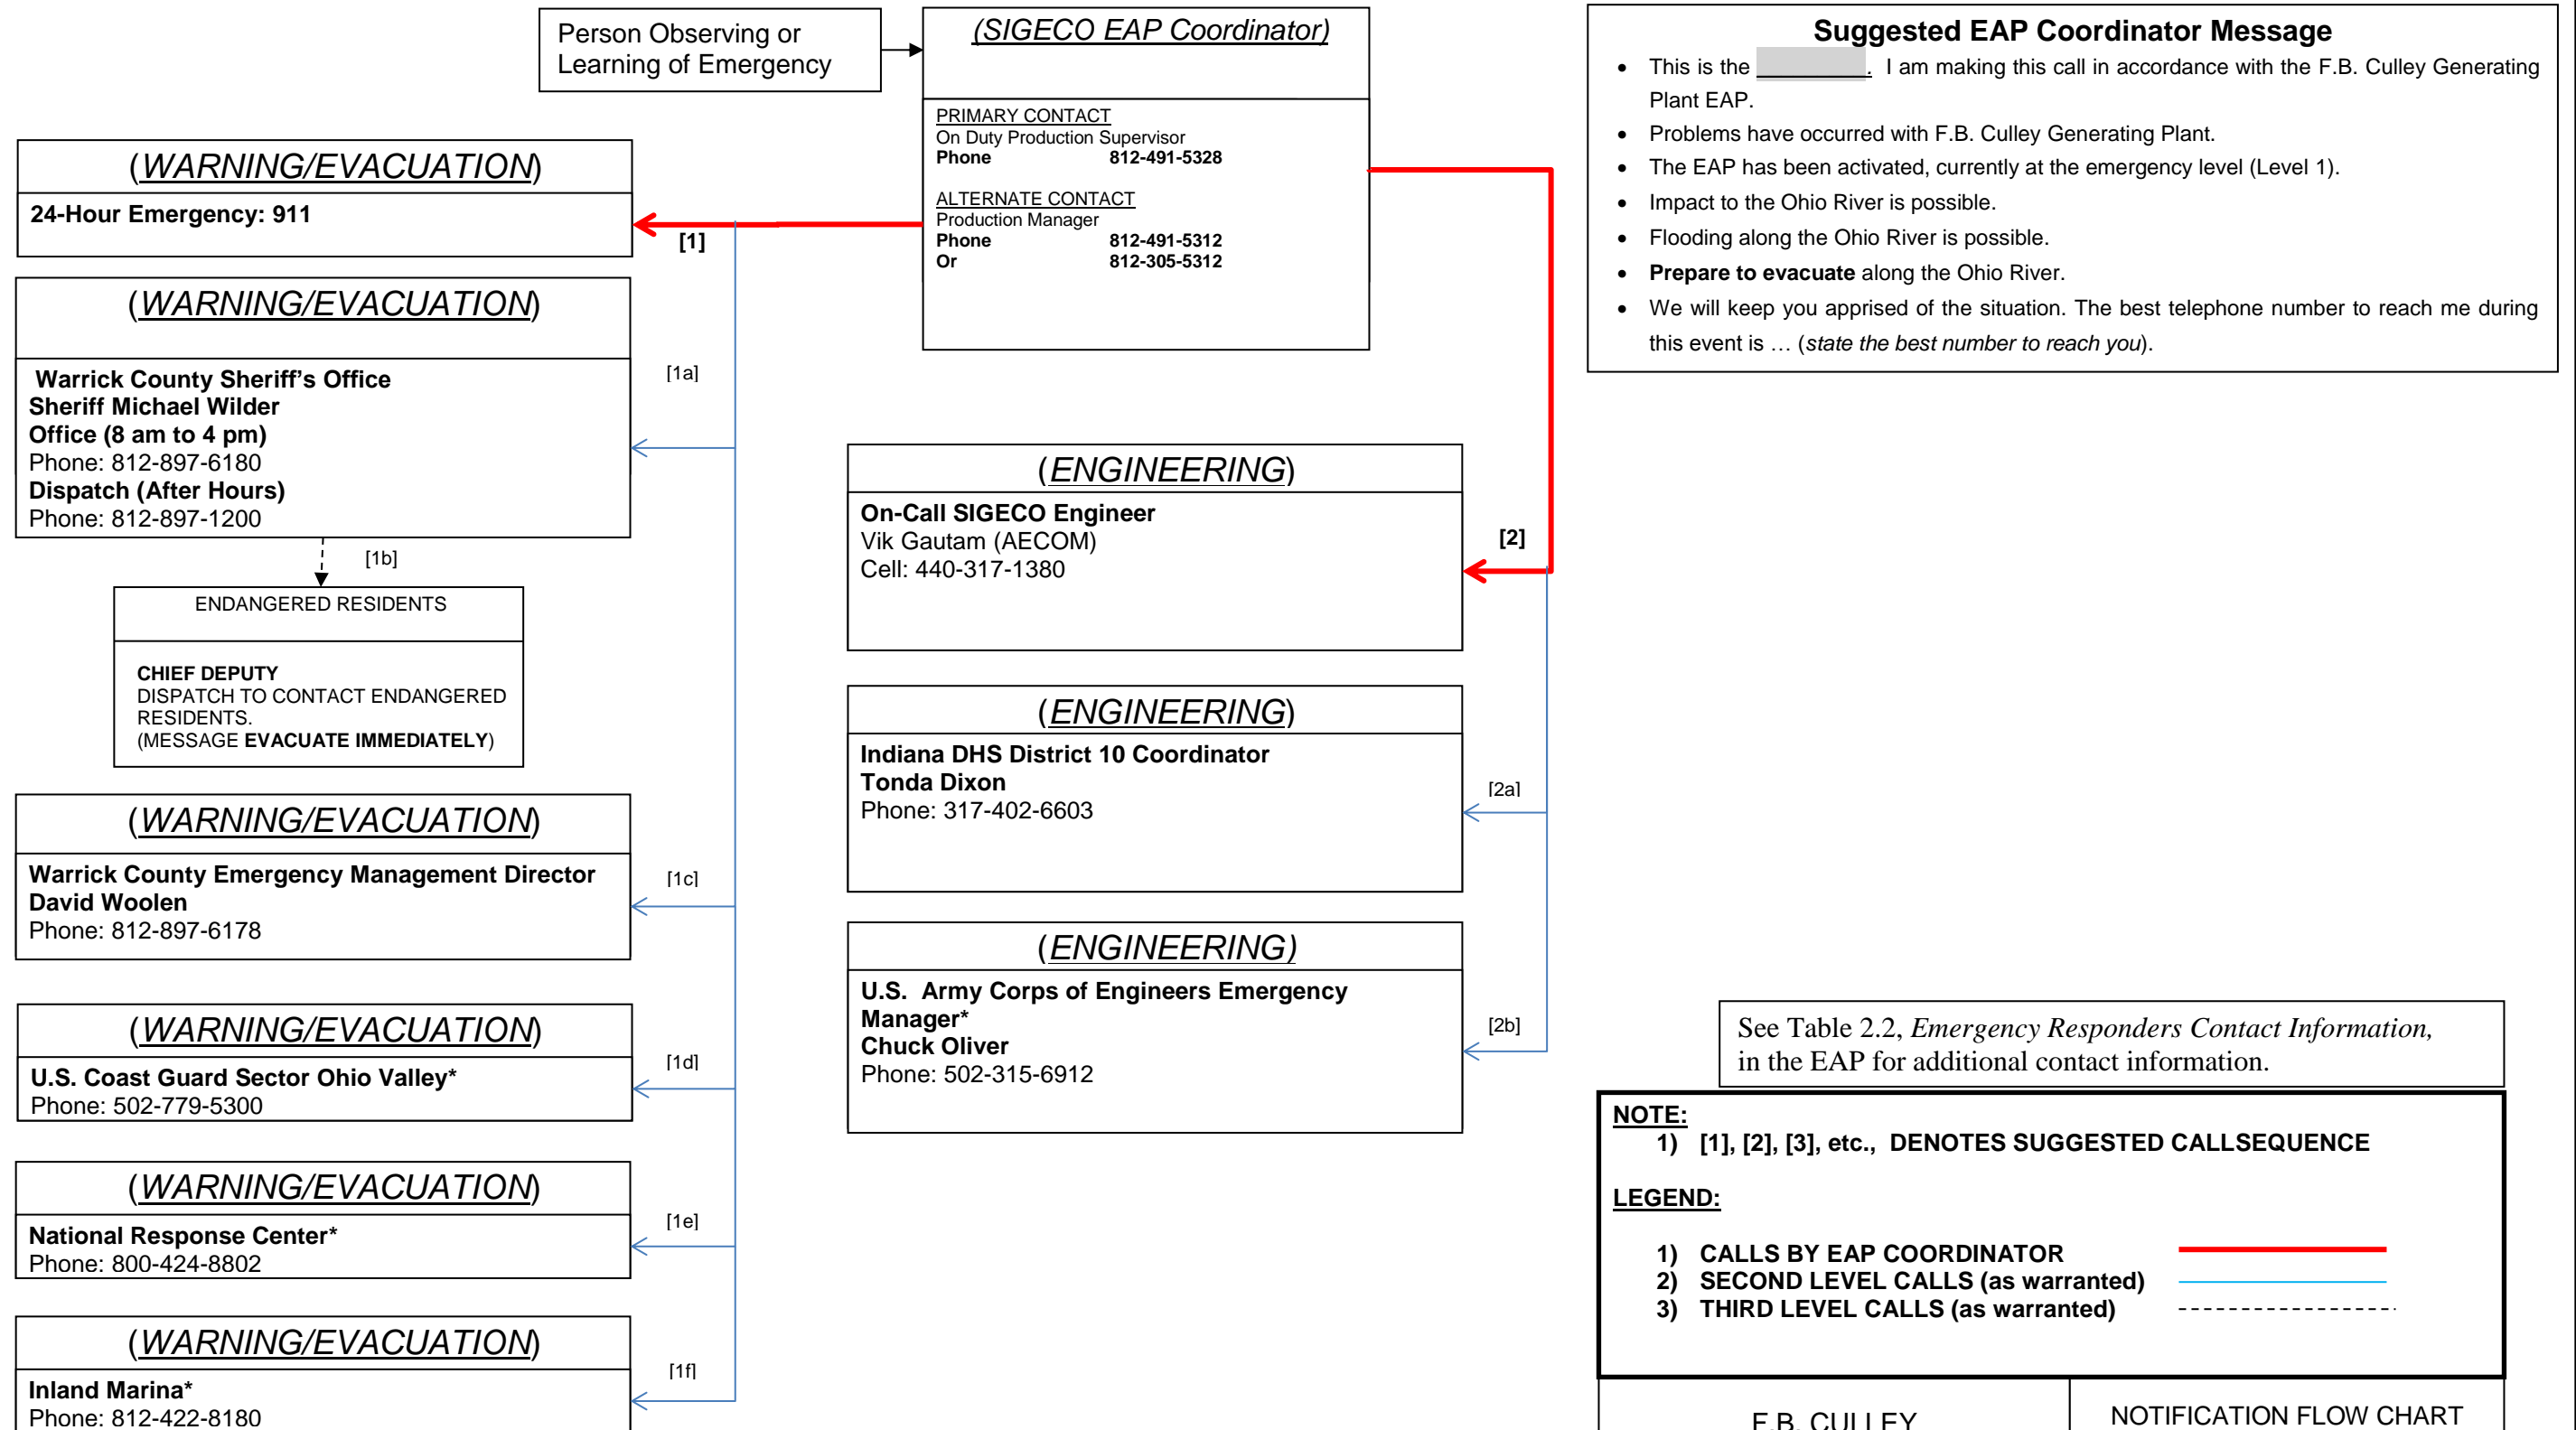 Person Observing or
Learning of Emergency
(SIGECO EAP Coordinator)
PRIMARY CONTACT
On Duty Production Supervisor
Phone 812-491-5328
ALTERNATE CONTACT
Production Manager
Phone 812-491-5312
Or 812-305-5312
Suggested EAP Coordinator Message
• This is the __________. I am making this call in accordance with the F.B. Culley Generating
Plant EAP.
• Problems have occurred with F.B. Culley Generating Plant.
• The EAP has been activated, currently at the emergency level (Level 1).
• Impact to the Ohio River is possible.
• Flooding along the Ohio River is possible.
• Prepare to evacuate along the Ohio River.
• We will keep you apprised of the situation. The best telephone number to reach me during
this event is … (state the best number to reach you).
(WARNING/EVACUATION)
24-Hour Emergency: 911
[1]
(WARNING/EVACUATION)
Warrick County Sheriff’s Office
Sheriff Michael Wilder
Office (8 am to 4 pm)
Phone: 812-897-6180
Dispatch (After Hours)
Phone: 812-897-1200
[1a]
[1b]
ENDANGERED RESIDENTS
CHIEF DEPUTY
DISPATCH TO CONTACT ENDANGERED
RESIDENTS.
(MESSAGE EVACUATE IMMEDIATELY)
(WARNING/EVACUATION)
Warrick County Emergency Management Director
David Woolen
Phone: 812-897-6178
[1c]
(WARNING/EVACUATION)
U.S. Coast Guard Sector Ohio Valley*
Phone: 502-779-5300
[1d]
(WARNING/EVACUATION)
National Response Center*
Phone: 800-424-8802
[1e]
(WARNING/EVACUATION)
Inland Marina*
Phone: 812-422-8180
[1f]
(ENGINEERING)
On-Call SIGECO Engineer
Vik Gautam (AECOM)
Cell: 440-317-1380
[2]
(ENGINEERING)
Indiana DHS District 10 Coordinator
Tonda Dixon
Phone: 317-402-6603
[2a]
(ENGINEERING)
U.S. Army Corps of Engineers Emergency
Manager*
Chuck Oliver
Phone: 502-315-6912
[2b]
See Table 2.2, Emergency Responders Contact Information,
in the EAP for additional contact information.
NOTE:
1) [1], [2], [3], etc., DENOTES SUGGESTED CALLSEQUENCE
LEGEND:
1) CALLS BY EAP COORDINATOR
2) SECOND LEVEL CALLS (as warranted)
3) THIRD LEVEL CALLS (as warranted)
F.B. CULLEY
NOTIFICATION FLOW CHART